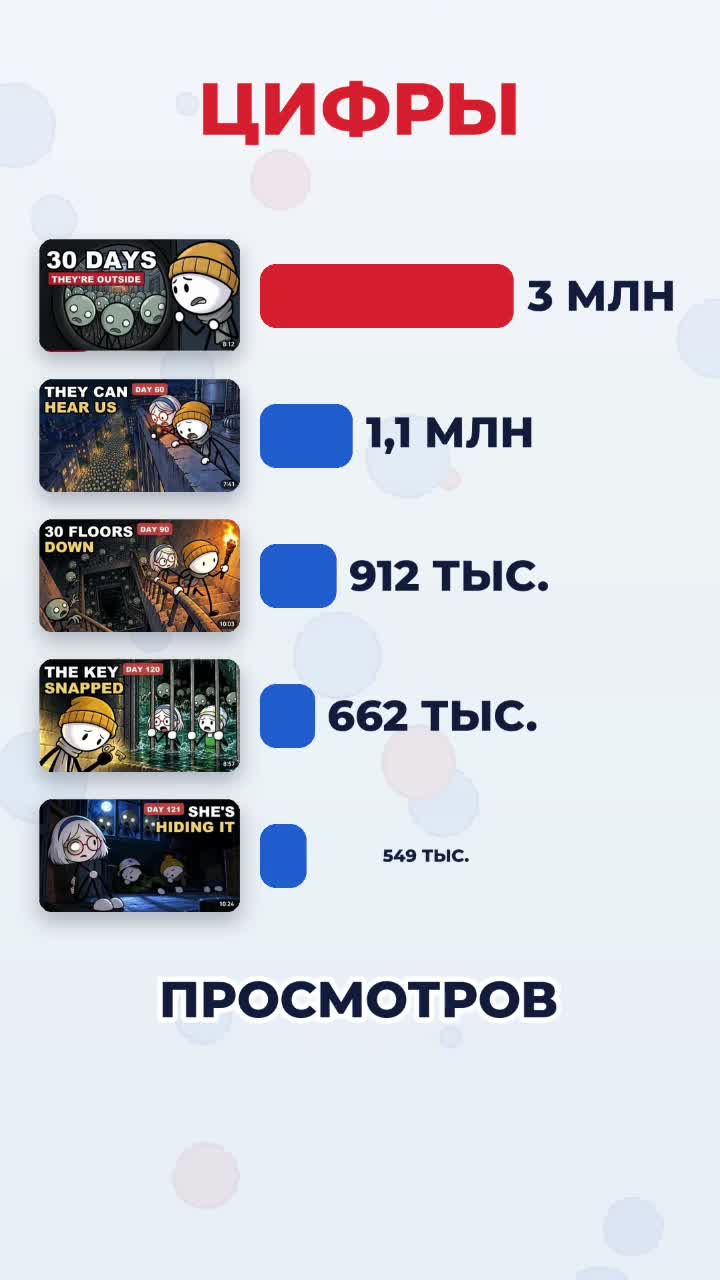 ЦИФРЫ
30 DAYS
THEY'RE OUTSIDE
8:12
3 МЛН
THEY CAN DAY 60
HEAR US
7:41
1,1 МЛН
30 FLOORS DAY 90
DOWN
10:03
912 ТЫС.
THE KEY DAY 120
SNAPPED
8:57
662 ТЫС.
DAY 121 SHE'S
HIDING IT
10:24
549 ТЫС.
ПРОСМОТРОВ